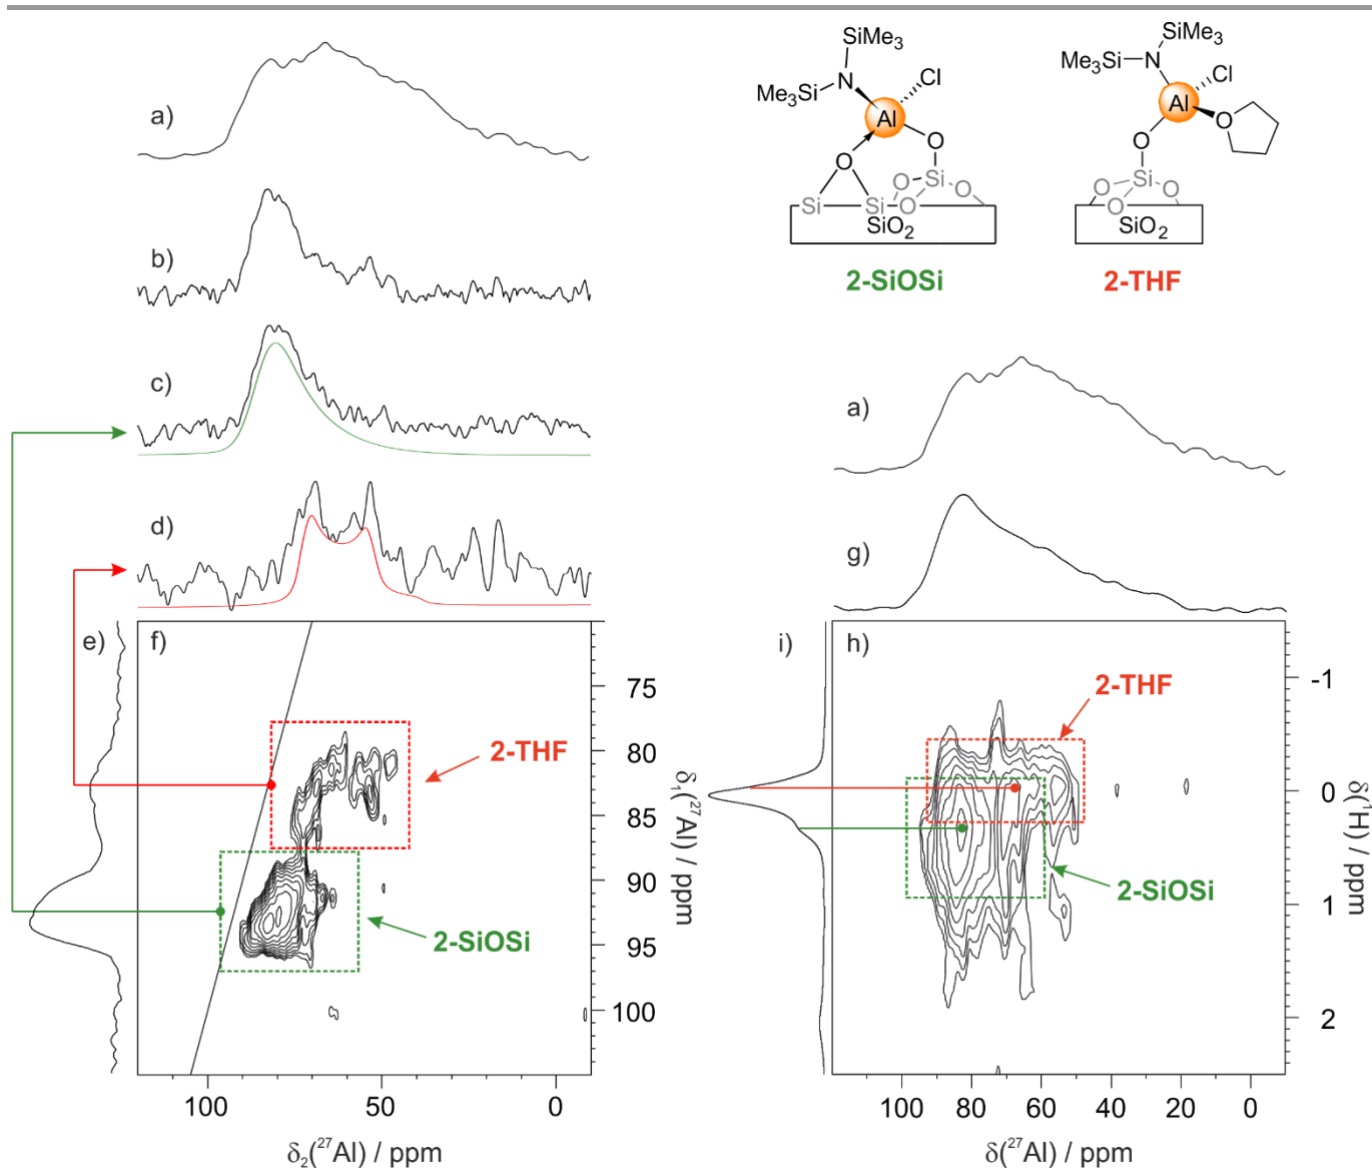 a)
b)
c)
d)
e)
f)
2-THF
2-SiOSi
75
80
85
90
95
100
δ₁(²⁷Al) / ppm
100
50
0
δ₂(²⁷Al) / ppm
SiMe₃
N
Me₃Si
Cl
Al
O
O
Si
Si
Si
O
O
O
SiO₂
2-SiOSi
SiMe₃
Me₃Si
N
Cl
Al
O
O
Si
O
O
O
SiO₂
2-THF
a)
g)
i)
h)
2-THF
2-SiOSi
-1
0
1
2
δ(¹H) / ppm
100
80
60
40
20
0
δ(²⁷Al) / ppm